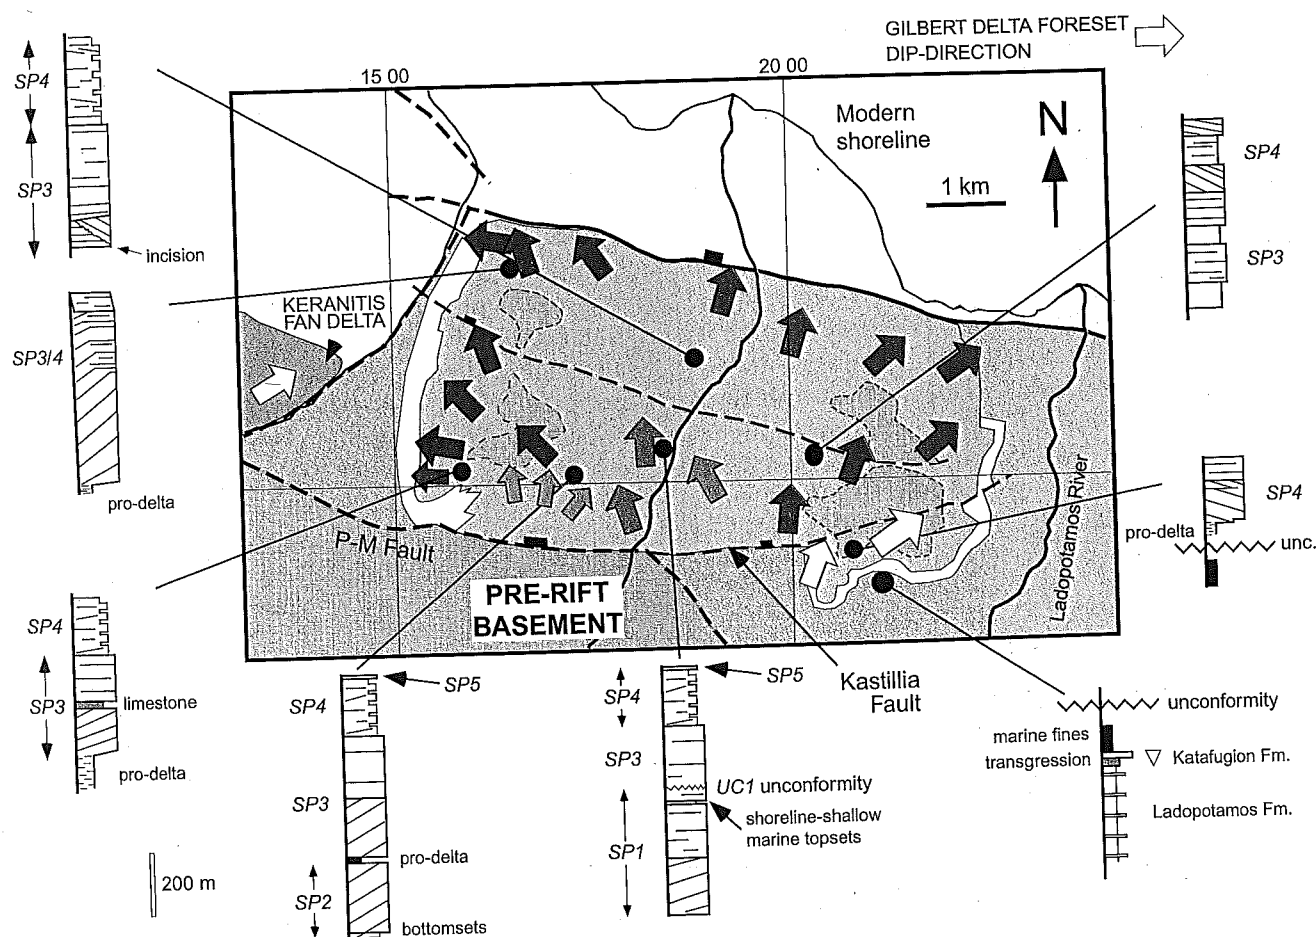 GILBERT DELTA FORESET
DIP-DIRECTION
15 00
20 00
Modern
shoreline
N
1 km
SP4
SP3
incision
KERANITIS
FAN DELTA
SP3/4
pro-delta
SP4
SP3
SP4
pro-delta
unc.
P-M Fault
PRE-RIFT
BASEMENT
Ladopotamos River
Kastillia
Fault
SP4
SP3
limestone
pro-delta
200 m
SP5
SP4
SP3
pro-delta
SP2
bottomsets
SP5
SP4
SP3
UC1 unconformity
shoreline-shallow
marine topsets
SP1
unconformity
marine fines
transgression
Katafugion Fm.
Ladopotamos Fm.